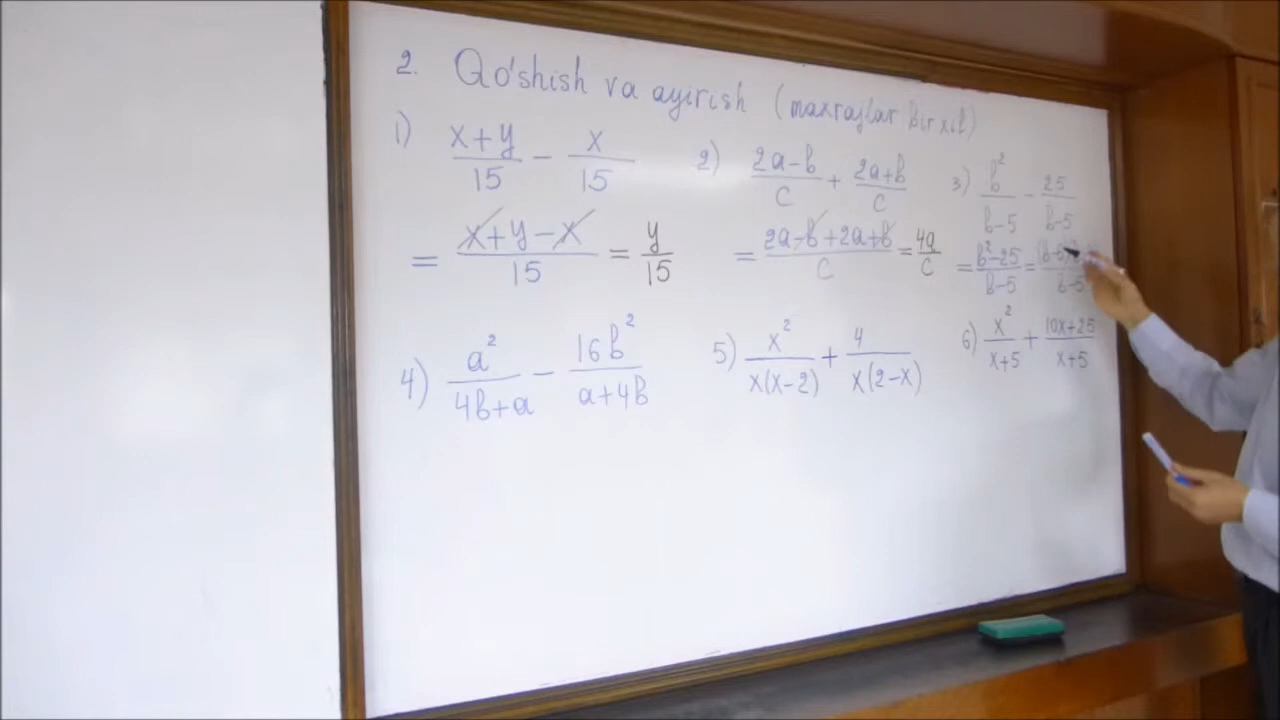 2. Qo'shish va ayirish (maxrajlar bir xil)
1) (x+y)/15 − x/15
= (x+y−x)/15 = y/15
2) (2a−b)/c + (2a+b)/c
= (2a−b+2a+b)/c = 4a/c
3) b²/(b−5) − 25/(b−5)
= (b²−25)/(b−5) =
b−5
4) a²/(4b+a) − 16b²/(a+4b)
5) x²/(x(x−2)) + 4/(x(2−x))
6) x²/(x+5) + (10x+25)/(x+5)